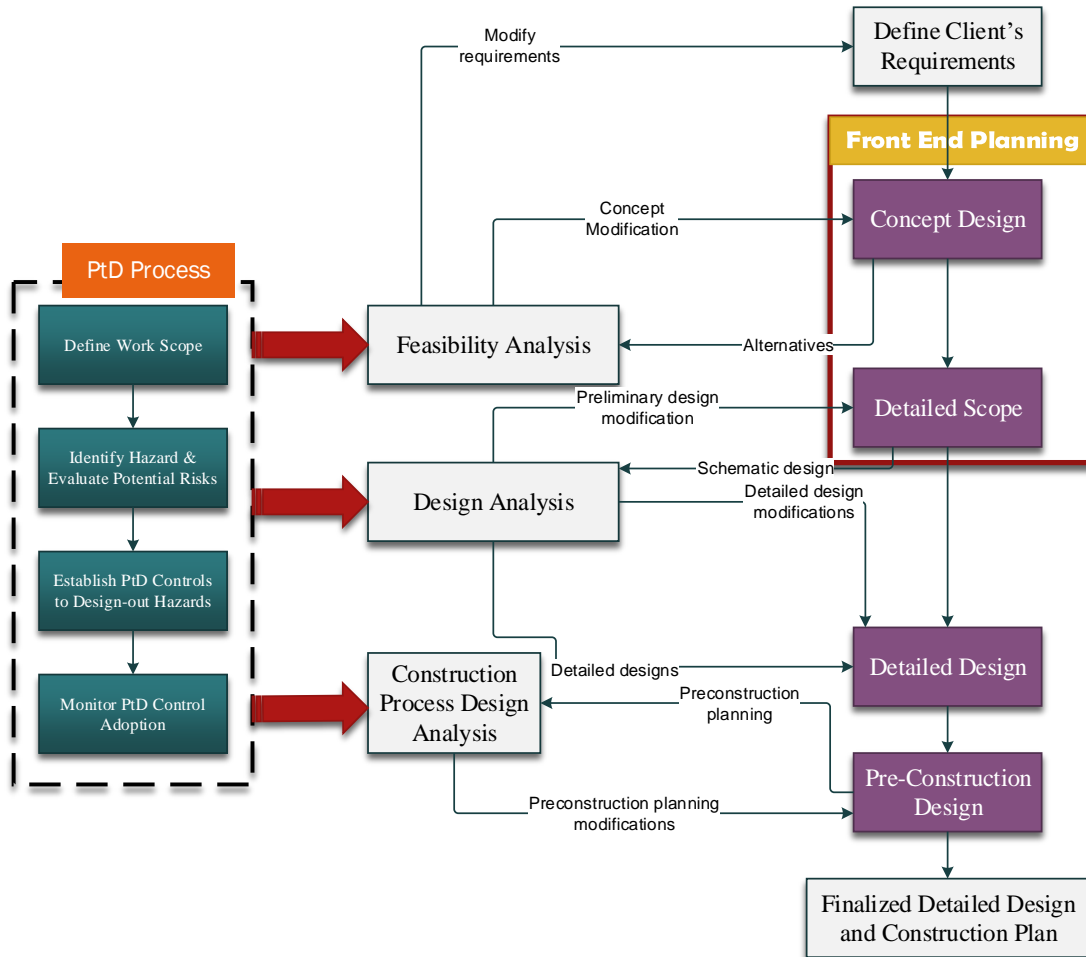 Modify
requirements
Define Client's
Requirements
Front End Planning
Concept
Modification
Concept Design
PtD Process
Define Work Scope
Feasibility Analysis
Alternatives
Preliminary design
modification
Detailed Scope
Identify Hazard &
Evaluate Potential Risks
Design Analysis
Schematic design
Detailed design
modifications
Establish PtD Controls
to Design-out Hazards
Detailed designs
Detailed Design
Monitor PtD Control
Adoption
Construction
Process Design
Analysis
Preconstruction
planning
Pre-Construction
Design
Preconstruction planning
modifications
Finalized Detailed Design
and Construction Plan